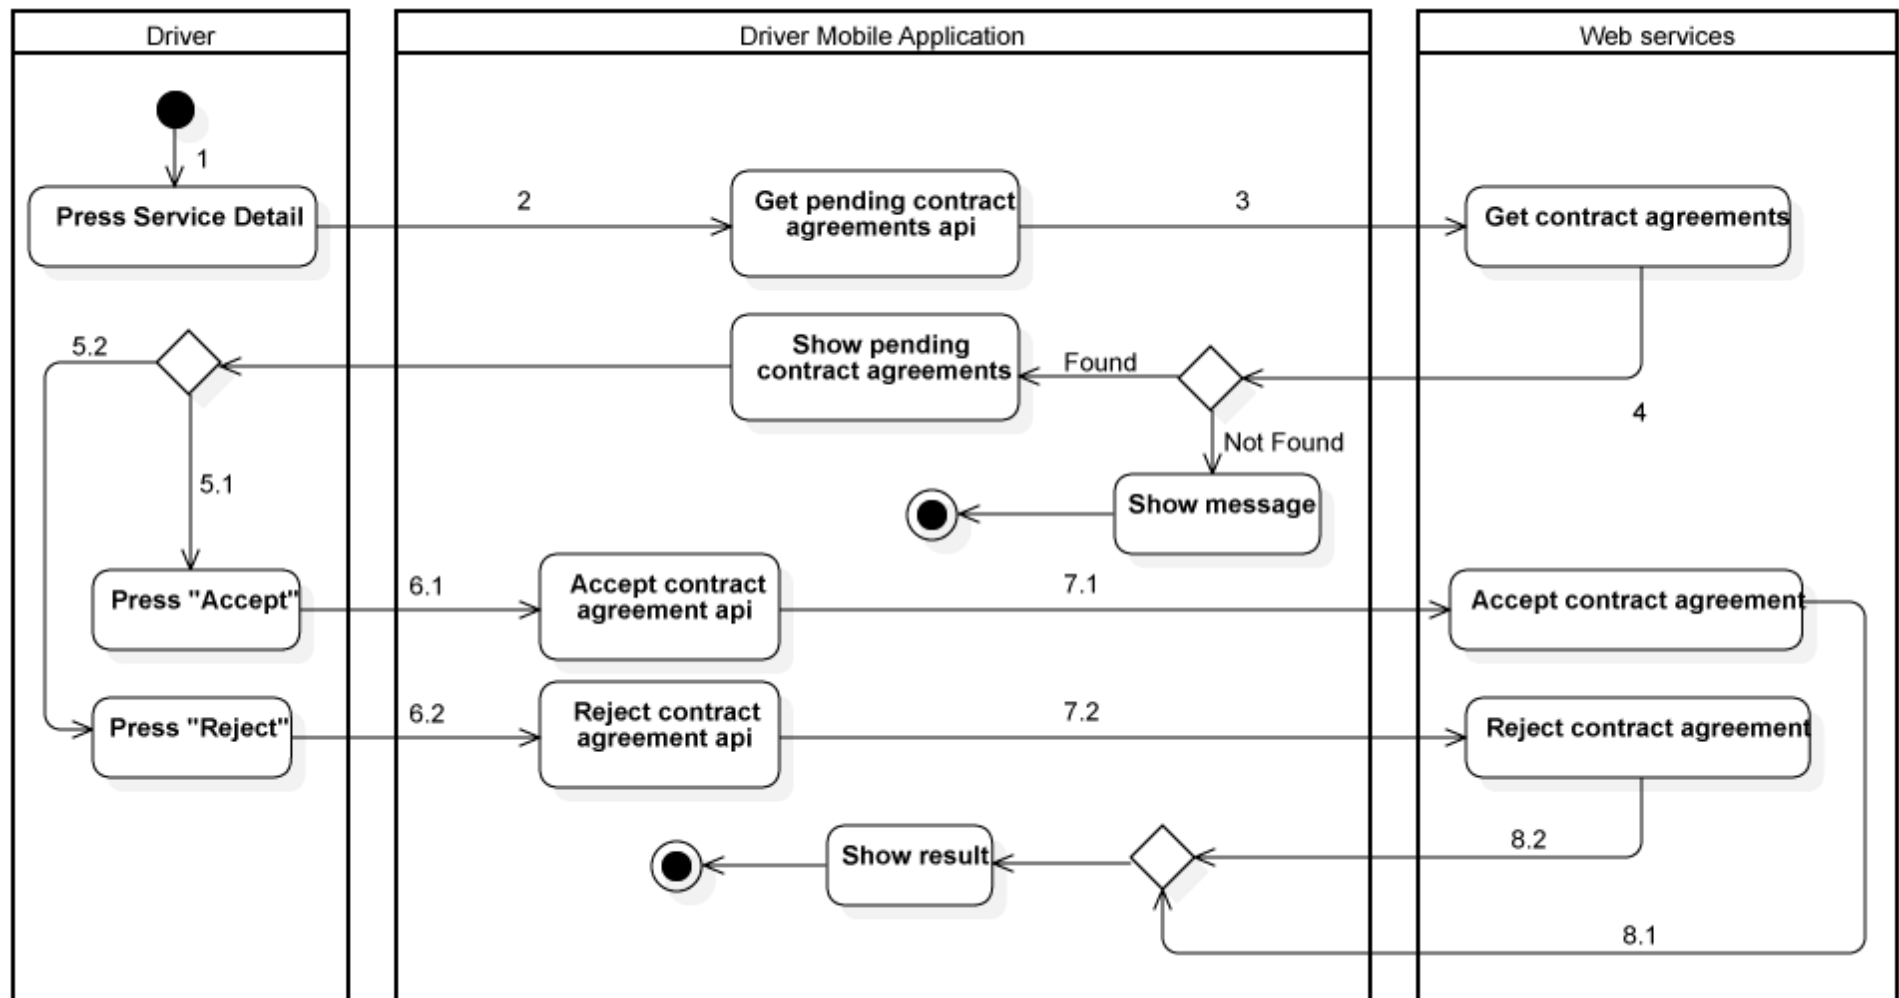 Driver
Driver Mobile Application
Web services
1
Press Service Detail
2
Get pending contract
agreements api
3
Get contract agreements
5.2
Show pending
contract agreements
Found
4
Not Found
5.1
Show message
Press "Accept"
6.1
Accept contract
agreement api
7.1
Accept contract agreement
Press "Reject"
6.2
Reject contract
agreement api
7.2
Reject contract agreement
Show result
8.2
8.1